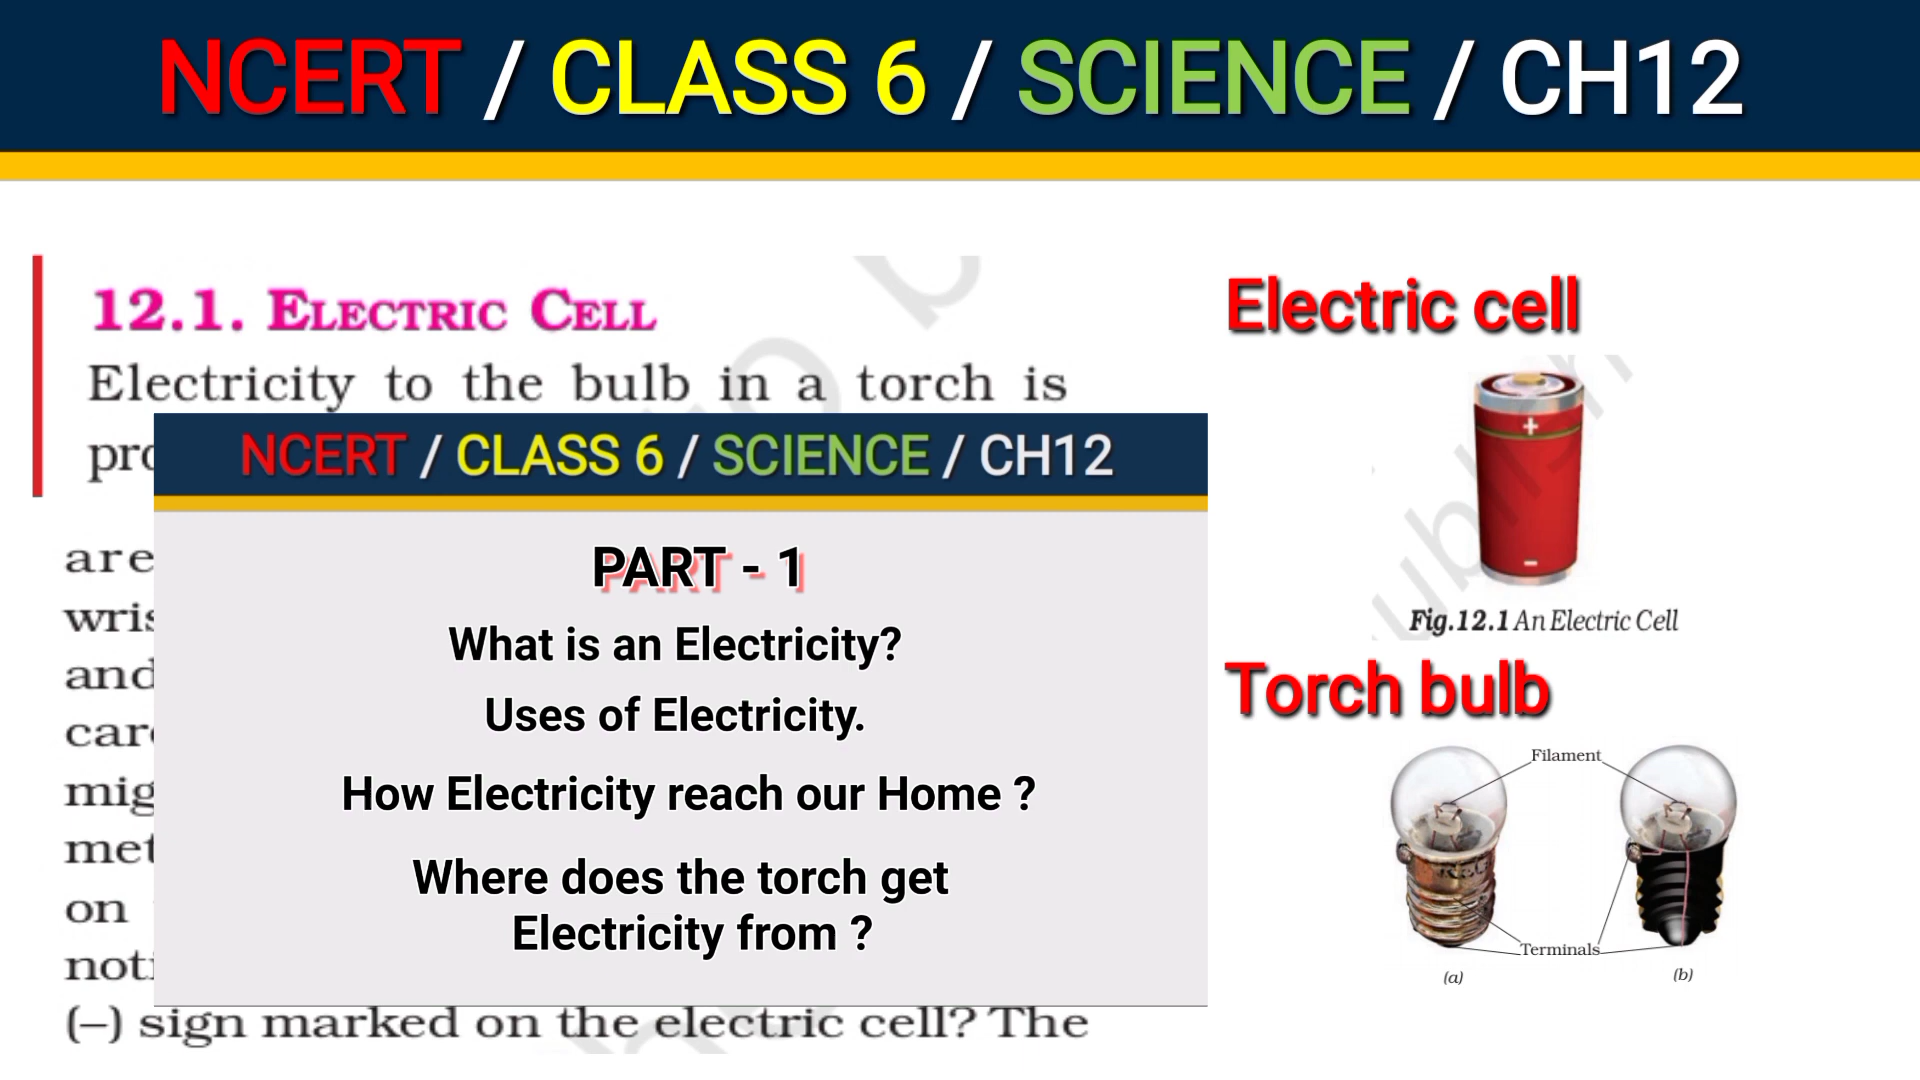 NCERT / CLASS 6 / SCIENCE / CH12
12.1. ELECTRIC CELL
Electricity to the bulb in a torch is
are
and
on
(–) sign marked on the electric cell? The
NCERT / CLASS 6 / SCIENCE / CH12
PART - 1
What is an Electricity?
Uses of Electricity.
How Electricity reach our Home ?
Where does the torch get
Electricity from ?
Electric cell
+
-
Fig.12.1 An Electric Cell
Torch bulb
Filament
Terminals
(a)
(b)